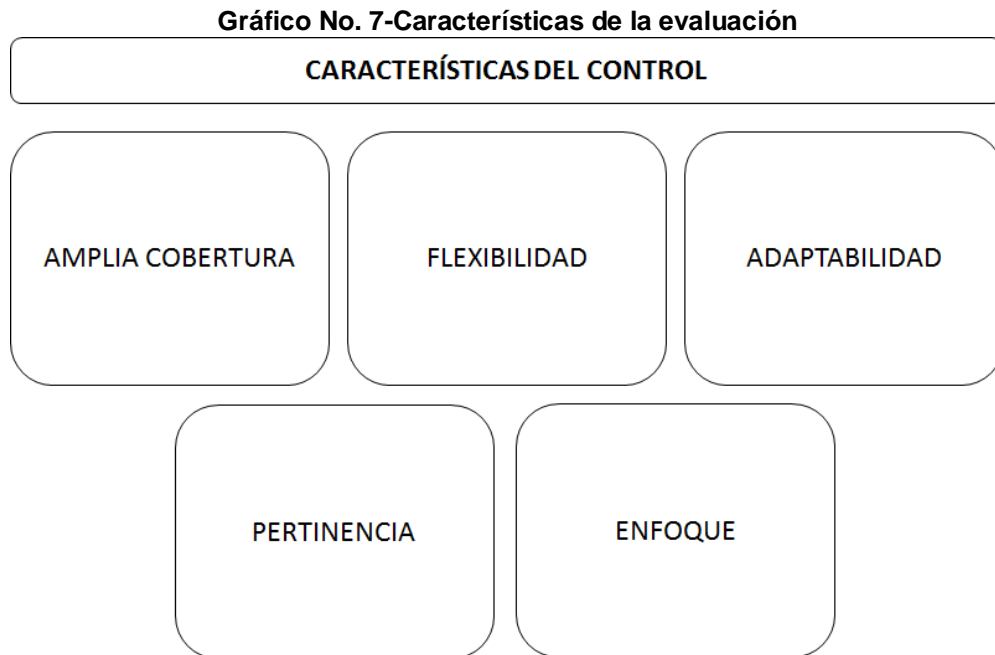 Gráfico No. 7-Características de la evaluación
CARACTERÍSTICAS DEL CONTROL
AMPLIA COBERTURA
FLEXIBILIDAD
ADAPTABILIDAD
PERTINENCIA
ENFOQUE